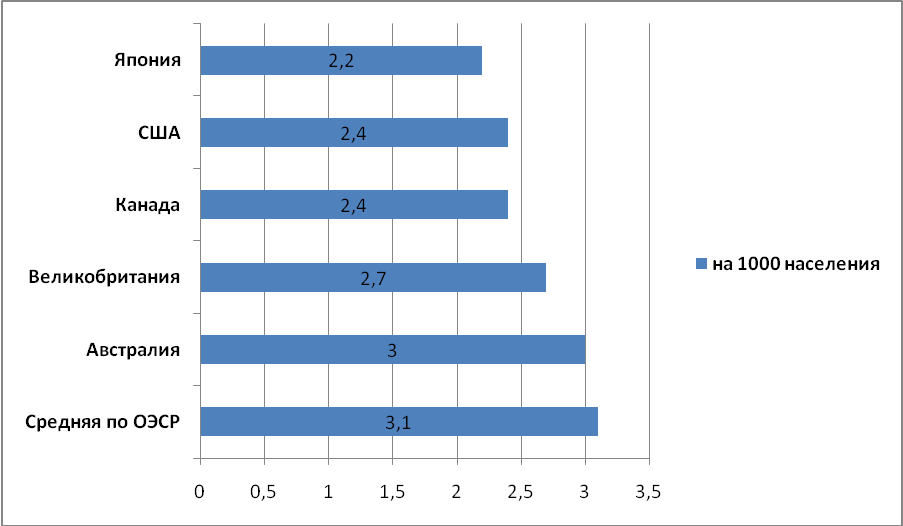 Япония
2,2
США
2,4
Канада
2,4
Великобритания
2,7
Австралия
3
Средняя по ОЭСР
3,1
0 0,5 1 1,5 2 2,5 3 3,5
на 1000 населения